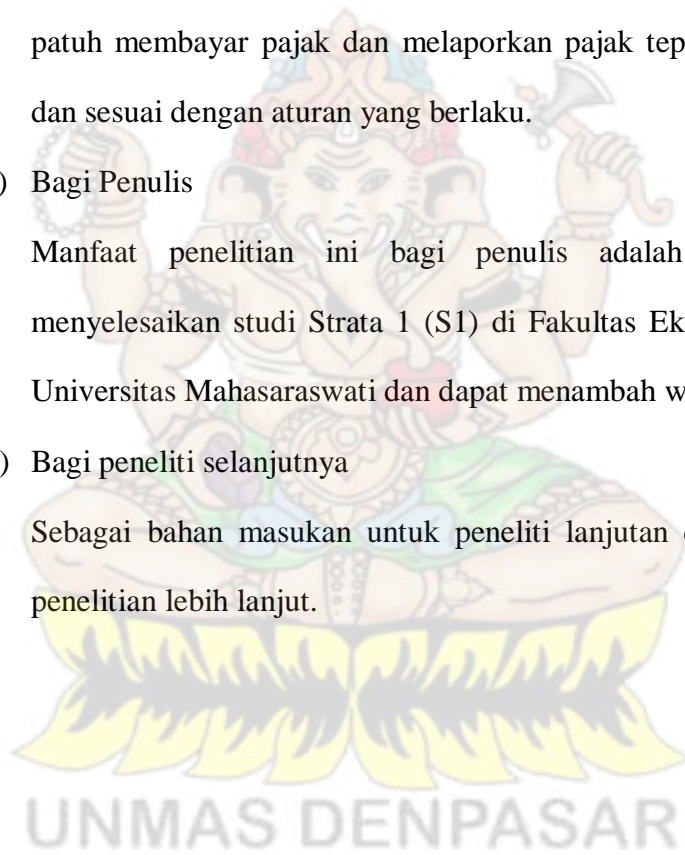 patuh membayar pajak dan melaporkan pajak
dan sesuai dengan aturan yang berlaku.
) Bagi Penulis
Manfaat penelitian ini bagi penulis adalah
menyelesaikan studi Strata 1 (S1) di Fakultas
Universitas Mahasaraswati dan dapat menambah
) Bagi peneliti selanjutnya
Sebagai bahan masukan untuk peneliti lanjutan
penelitian lebih lanjut.
UNMAS DENPASAR